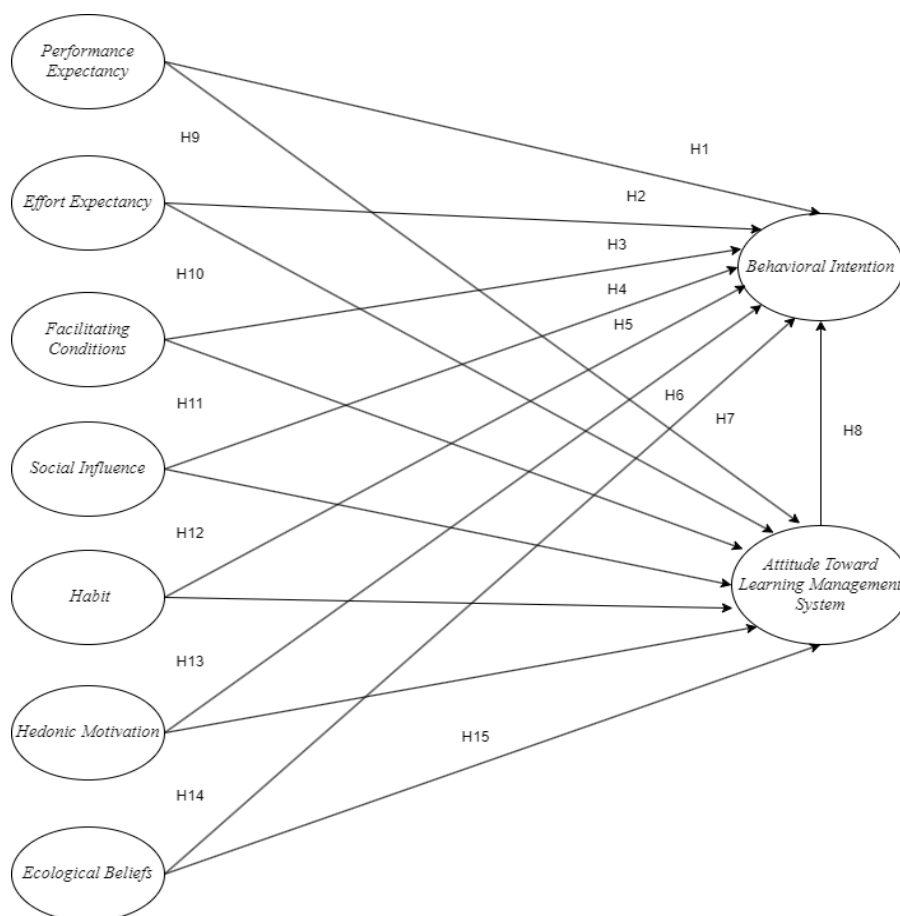 Performance
Expectancy
H9
H1
Effort Expectancy
H2
H10
H3
Behavioral Intention
H4
Facilitating
Conditions
H5
H11
H6
H7
H8
Social Influence
H12
Attitude Toward
Learning Management
System
Habit
H13
Hedonic Motivation
H15
H14
Ecological Beliefs